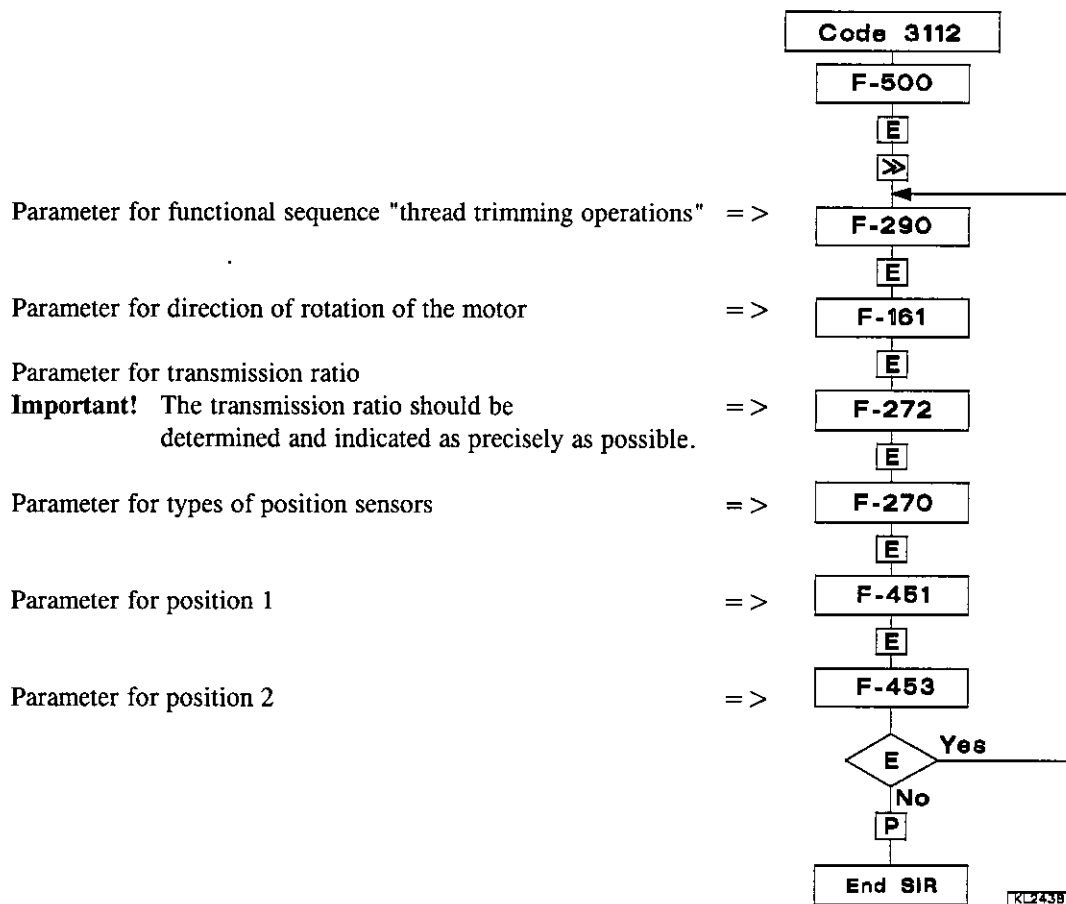 Code 3112
F-500
E
≫
Parameter for functional sequence "thread trimming operations" = >
F-290
E
Parameter for direction of rotation of the motor = >
F-161
E
Parameter for transmission ratio
Important! The transmission ratio should be = >
F-272
determined and indicated as precisely as possible.
E
Parameter for types of position sensors = >
F-270
E
Parameter for position 1 = >
F-451
E
Parameter for position 2 = >
F-453
E Yes
No
P
End SIR
KL2438